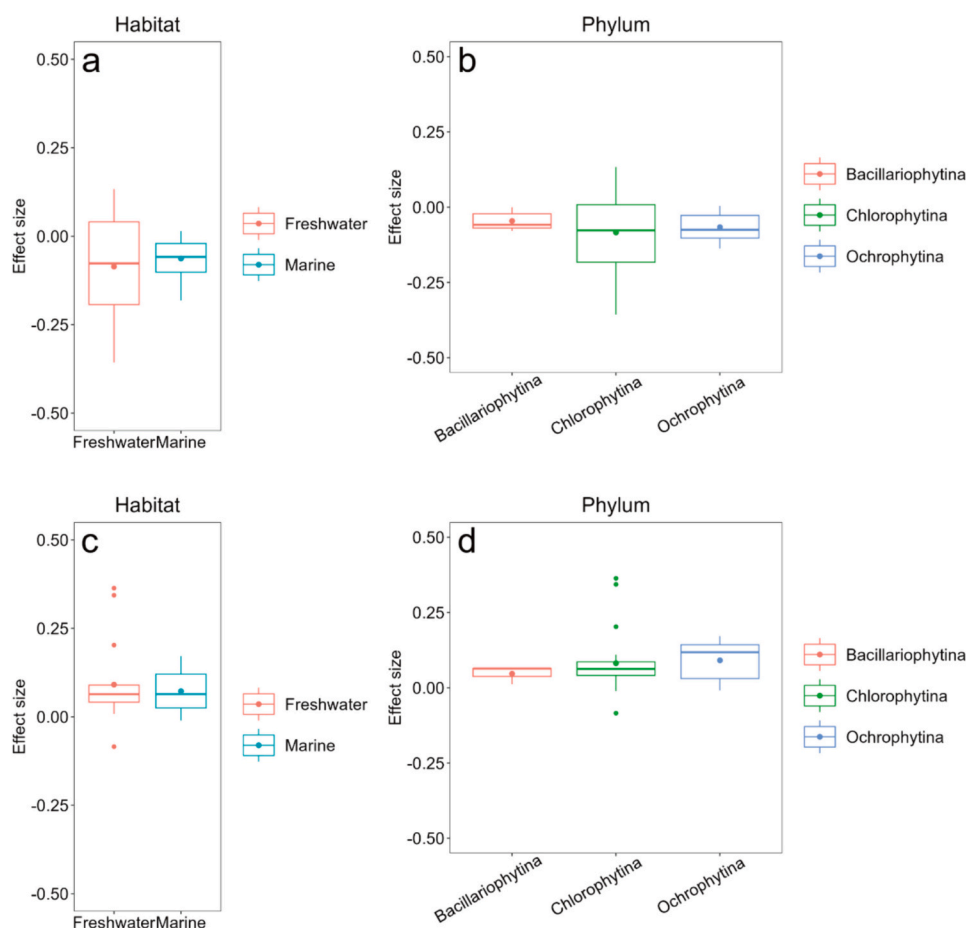 Habitat
a
0.50
0.25
0.00
-0.25
-0.50
Effect size
FreshwaterMarine
Freshwater
Marine
Phylum
b
0.50
0.25
0.00
-0.25
-0.50
Effect size
Bacillariophytina
Chlorophytina
Ochrophytina
Bacillariophytina
Chlorophytina
Ochrophytina
Habitat
c
0.50
0.25
0.00
-0.25
-0.50
Effect size
FreshwaterMarine
Freshwater
Marine
Phylum
d
0.50
0.25
0.00
-0.25
-0.50
Effect size
Bacillariophytina
Chlorophytina
Ochrophytina
Bacillariophytina
Chlorophytina
Ochrophytina